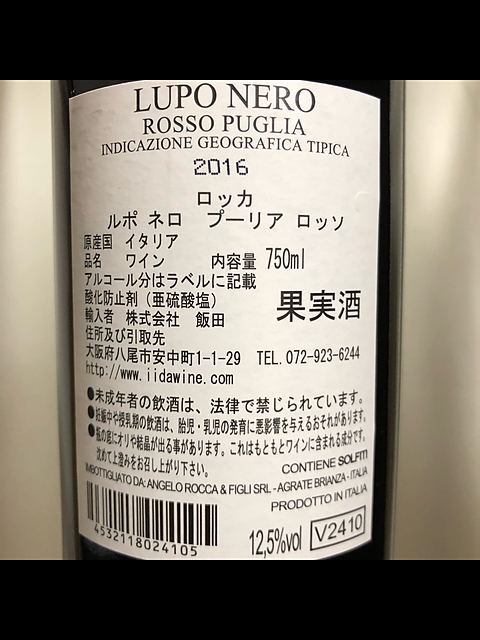 LUPO NERO
ROSSO PUGLIA
INDICAZIONE GEOGRAFICA TIPICA
2016
ロッカ
ルポ ネロ プーリア ロッソ
原産国 イタリア
品名 ワイン 内容量 750ml
アルコール分はラベルに記載
酸化防止剤（亜硫酸塩） 果実酒
輸入者 株式会社 飯田
住所及び引取先
大阪府八尾市安中町1-1-29 TEL.072-923-6244
http://www.iidawine.com
●未成年者の飲酒は、法律で禁じられています。
●妊娠中や授乳期の飲酒は、胎児・乳児の発育に悪影響を与えるおそれがあります。
●瓶の底にオリや結晶が出る事があります。これはもともとワインに含まれる成分です。
沈めて上澄みをお召し上がり下さい。
CONTIENE SOLFITI
IMBOTTIGLIATO DA: ANGELO ROCCA & FIGLI SRL - AGRATE BRIANZA - ITALIA
PRODOTTO IN ITALIA
4532118024105
12,5%vol V2410